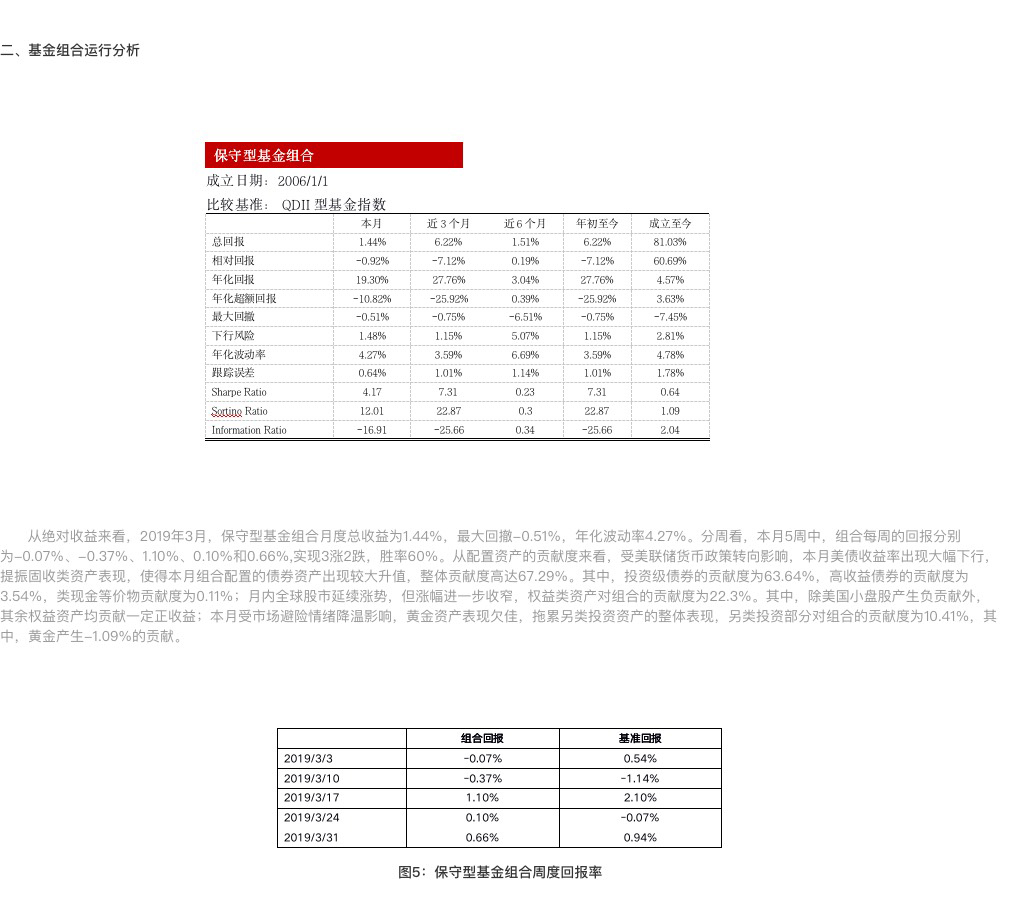 二、基金组合运行分析
保守型基金组合
成立日期：2006/1/1
比较基准： QDII 型基金指数
本月 近 3 个月 近 6 个月 年初至今 成立至今
总回报 1.44% 6.22% 1.51% 6.22% 81.03%
相对回报 -0.92% -7.12% 0.19% -7.12% 60.69%
年化回报 19.30% 27.76% 3.04% 27.76% 4.57%
年化超额回报 -10.82% -25.92% 0.39% -25.92% 3.63%
最大回撤 -0.51% -0.75% -6.51% -0.75% -7.45%
下行风险 1.48% 1.15% 5.07% 1.15% 2.81%
年化波动率 4.27% 3.59% 6.69% 3.59% 4.78%
跟踪误差 0.64% 1.01% 1.14% 1.01% 1.78%
Sharpe Ratio 4.17 7.31 0.23 7.31 0.64
Sortino Ratio 12.01 22.87 0.3 22.87 1.09
Information Ratio -16.91 -25.66 0.34 -25.66 2.04
从绝对收益来看，2019年3月，保守型基金组合月度总收益为1.44%，最大回撤-0.51%，年化波动率4.27%。分周看，本月5周中，组合每周的回报分别
为-0.07%、-0.37%、1.10%、0.10%和0.66%,实现3涨2跌，胜率60%。从配置资产的贡献度来看，受美联储货币政策转向影响，本月美债收益率出现大幅下行，
提振固收类资产表现，使得本月组合配置的债券资产出现较大升值，整体贡献度高达67.29%。其中，投资级债券的贡献度为63.64%，高收益债券的贡献度为
3.54%，类现金等价物贡献度为0.11%；月内全球股市延续涨势，但涨幅进一步收窄，权益类资产对组合的贡献度为22.3%。其中，除美国小盘股产生负贡献外，
其余权益资产均贡献一定正收益；本月受市场避险情绪降温影响，黄金资产表现欠佳，拖累另类投资资产的整体表现，另类投资部分对组合的贡献度为10.41%，其
中，黄金产生-1.09%的贡献。
组合回报 基准回报
2019/3/3 -0.07% 0.54%
2019/3/10 -0.37% -1.14%
2019/3/17 1.10% 2.10%
2019/3/24 0.10% -0.07%
2019/3/31 0.66% 0.94%
图5：保守型基金组合周度回报率